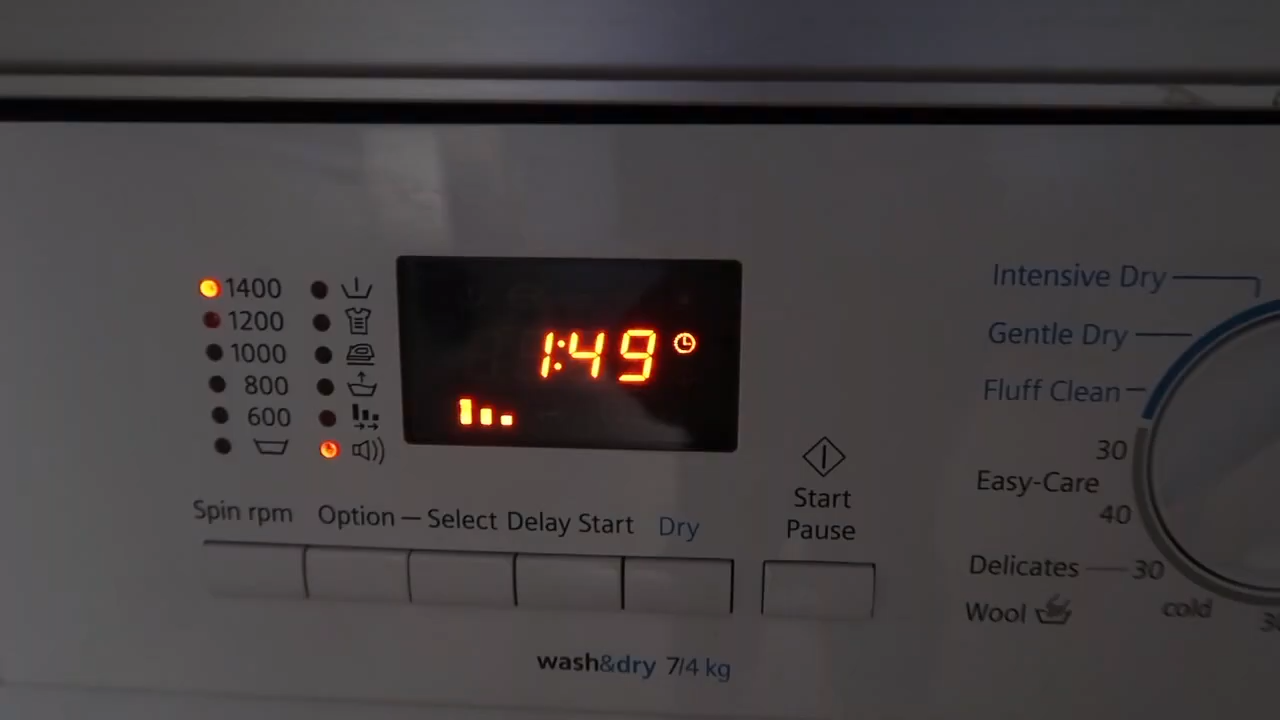 1400
1200
1000
800
600
1:49
Spin rpm
Option – Select
Delay Start
Dry
Start
Pause
wash&dry 7/4 kg
Intensive Dry
Gentle Dry
Fluff Clean
30
Easy-Care
40
Delicates 30
Wool
cold